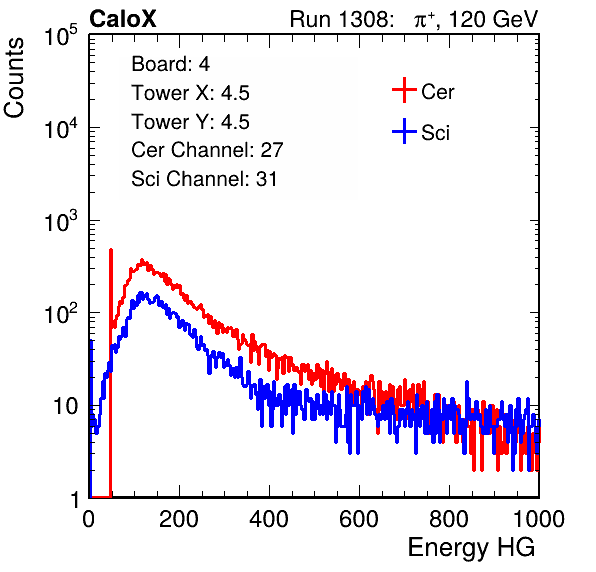 CaloX Run 1308: π⁺, 120 GeV
Counts
10⁵
10⁴
10³
10²
10
1
Board: 4
Tower X: 4.5
Tower Y: 4.5
Cer Channel: 27
Sci Channel: 31
Cer
Sci
0 200 400 600 800 1000
Energy HG